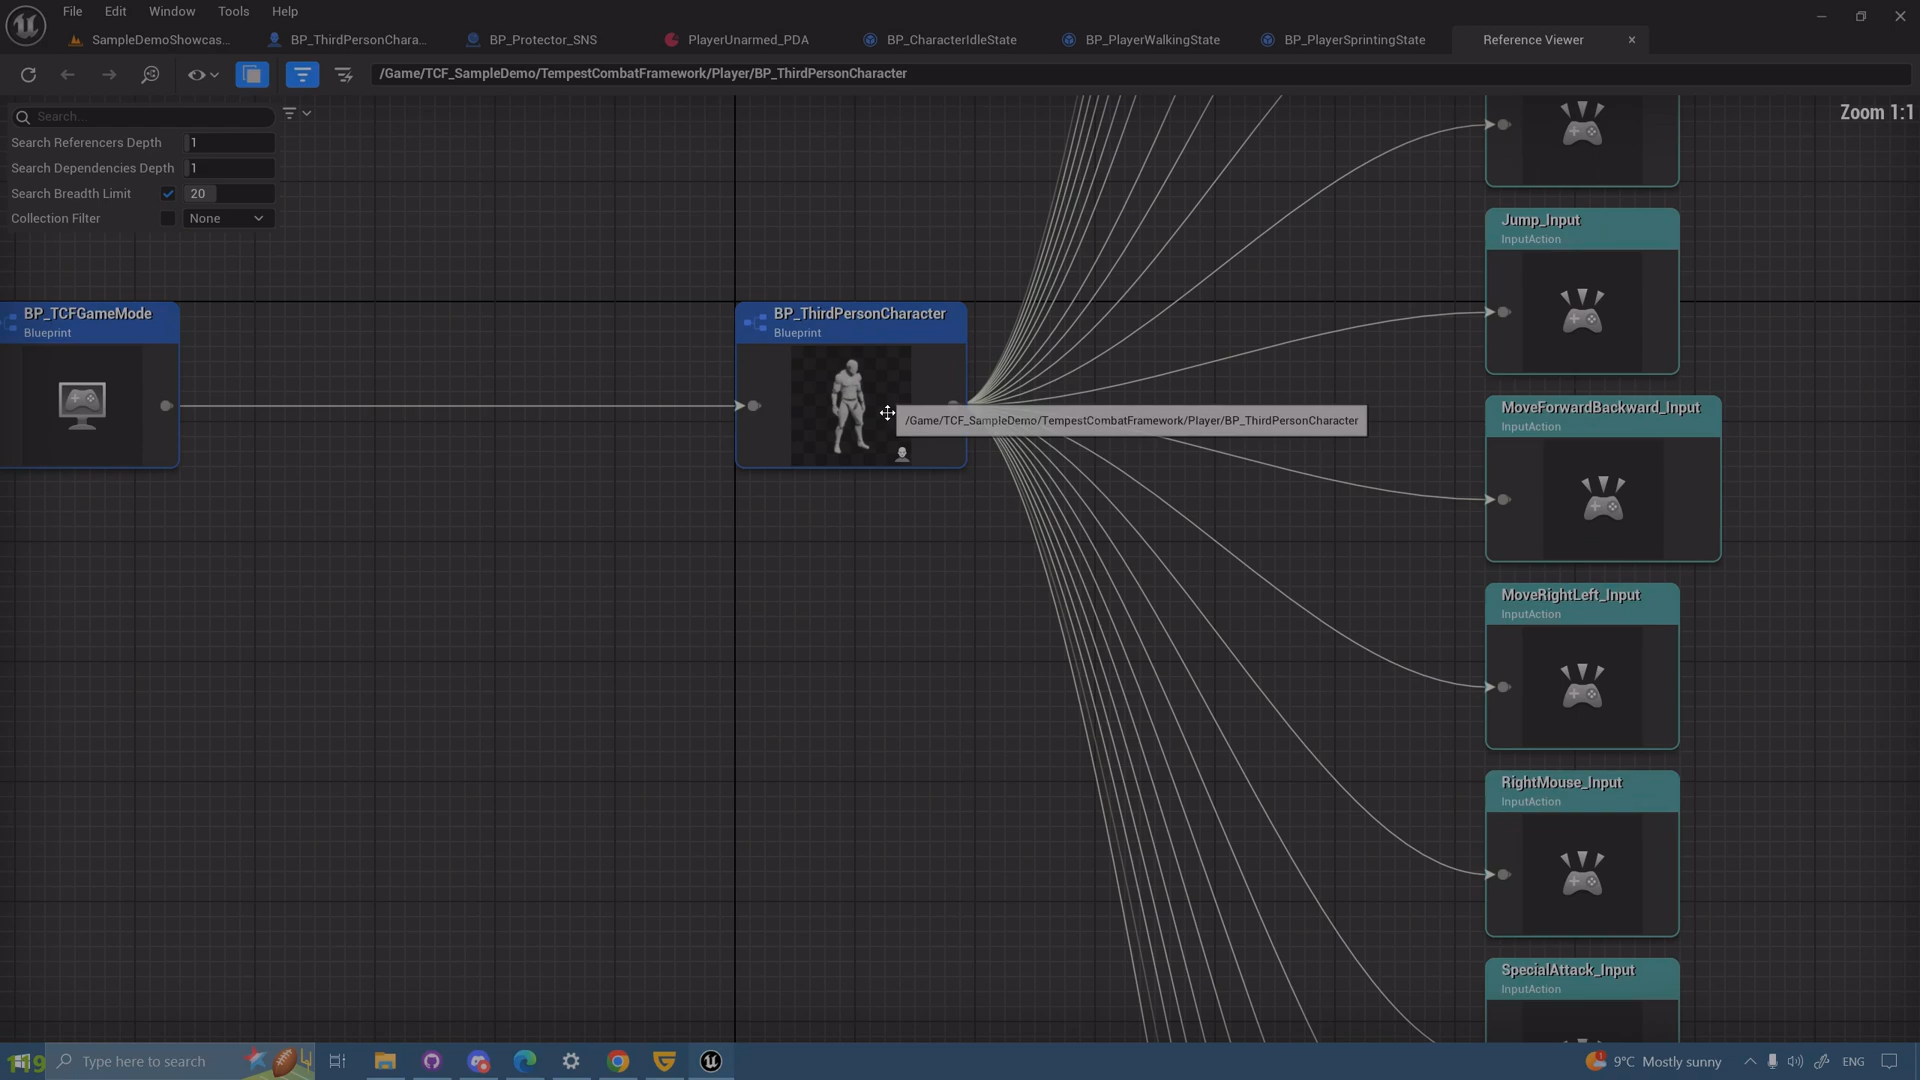 File Edit Window Tools Help
SampleDemoShowcas... BP_ThirdPersonChara... BP_Protector_SNS PlayerUnarmed_PDA BP_CharacterIdleState BP_PlayerWalkingState BP_PlayerSprintingState Reference Viewer
/Game/TCF_SampleDemo/TempestCombatFramework/Player/BP_ThirdPersonCharacter
Search...
Zoom 1:1
Search Referencers Depth 1
Search Dependencies Depth 1
Search Breadth Limit 20
Collection Filter None
Jump_Input
InputAction
BP_TCFGameMode
Blueprint
BP_ThirdPersonCharacter
Blueprint
/Game/TCF_SampleDemo/TempestCombatFramework/Player/BP_ThirdPersonCharacter
MoveForwardBackward_Input
InputAction
MoveRightLeft_Input
InputAction
RightMouse_Input
InputAction
SpecialAttack_Input
InputAction
Type here to search
1
9°C Mostly sunny
ENG